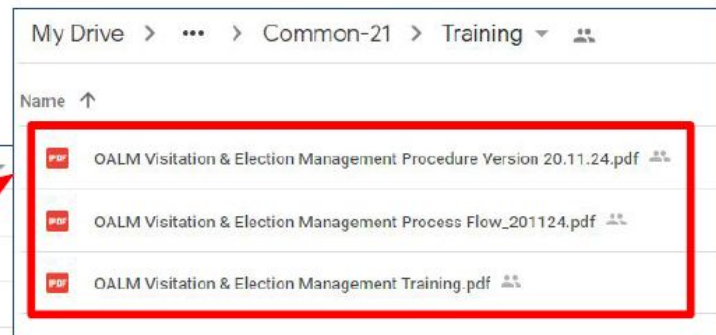 My Drive > ... > Common-21 > Training
Name ↑
PDF OALM Visitation & Election Management Procedure Version 20.11.24.pdf
PDF OALM Visitation & Election Management Process Flow_201124.pdf
PDF OALM Visitation & Election Management Training.pdf